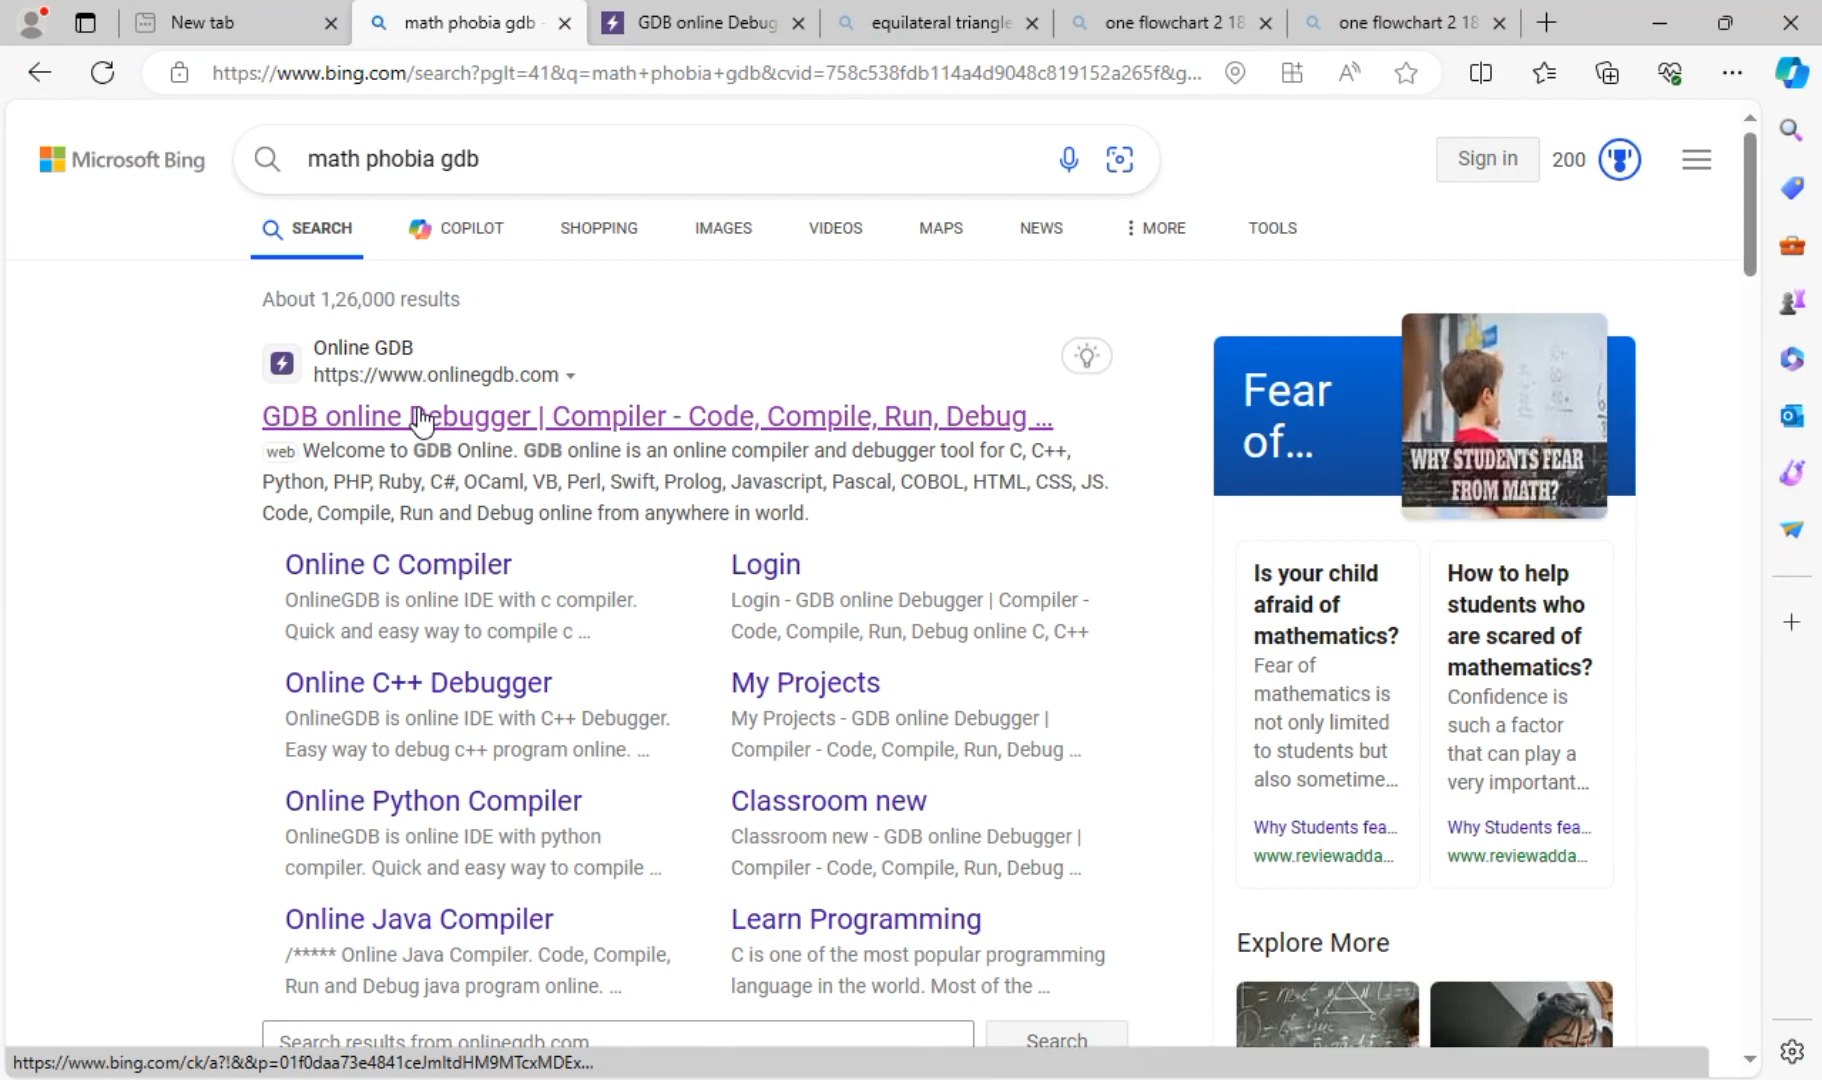 New tab
math phobia gdb -
GDB online Debug
equilateral triangle
one flowchart 2 18
one flowchart 2 18
https://www.bing.com/search?pglt=41&q=math+phobia+gdb&cvid=758c538fdb114a4d9048c819152a265f&g...
Microsoft Bing
math phobia gdb
Sign in
200
SEARCH
COPILOT
SHOPPING
IMAGES
VIDEOS
MAPS
NEWS
MORE
TOOLS
About 1,26,000 results
Online GDB
https://www.onlinegdb.com
GDB online Debugger | Compiler - Code, Compile, Run, Debug ...
web Welcome to GDB Online. GDB online is an online compiler and debugger tool for C, C++,
Python, PHP, Ruby, C#, OCaml, VB, Perl, Swift, Prolog, Javascript, Pascal, COBOL, HTML, CSS, JS.
Code, Compile, Run and Debug online from anywhere in world.
Online C Compiler
OnlineGDB is online IDE with c compiler.
Quick and easy way to compile c ...
Login
Login - GDB online Debugger | Compiler -
Code, Compile, Run, Debug online C, C++
Online C++ Debugger
OnlineGDB is online IDE with C++ Debugger.
Easy way to debug c++ program online. ...
My Projects
My Projects - GDB online Debugger |
Compiler - Code, Compile, Run, Debug ...
Online Python Compiler
OnlineGDB is online IDE with python
compiler. Quick and easy way to compile ...
Classroom new
Classroom new - GDB online Debugger |
Compiler - Code, Compile, Run, Debug ...
Online Java Compiler
/***** Online Java Compiler. Code, Compile,
Run and Debug java program online. ...
Learn Programming
C is one of the most popular programming
language in the world. Most of the ...
Search results from onlinegdb.com
Search
Fear
of...
WHY STUDENTS FEAR
FROM MATH?
Is your child
afraid of
mathematics?
Fear of
mathematics is
not only limited
to students but
also sometime...
Why Students fea...
www.reviewadda...
How to help
students who
are scared of
mathematics?
Confidence is
such a factor
that can play a
very important...
Why Students fea...
www.reviewadda...
Explore More
https://www.bing.com/ck/a?!&&p=01f0daa73e4841ceJmltdHM9MTcxMDEx...